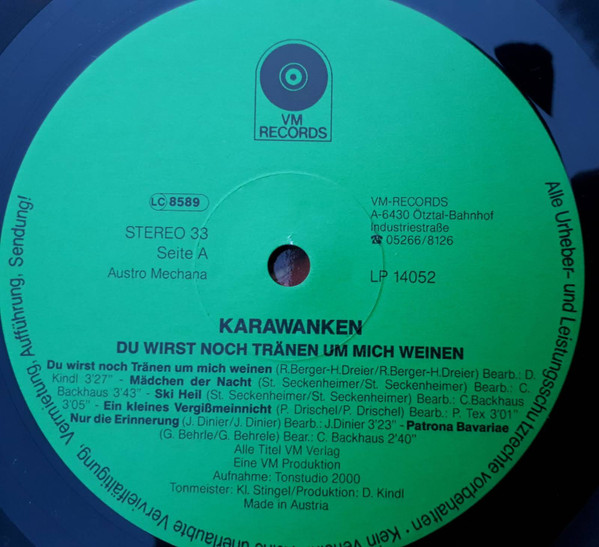 VM
RECORDS
LC 8589
STEREO 33
Seite A
Austro Mechana
VM-RECORDS
A-6430 Ötztal-Bahnhof
Industriestraße
☎ 05266/8126
LP 14052
KARAWANKEN
DU WIRST NOCH TRÄNEN UM MICH WEINEN
Du wirst noch Tränen um mich weinen (R.Berger-H.Dreier/R.Berger-H.Dreier) Bearb.: D.
Kindl 3'27" - Mädchen der Nacht (St. Seckenheimer/St. Seckenheimer) Bearb.: C.
Backhaus 3'43" - Ski Heil (St. Seckenheimer/St. Seckenheimer) Bearb.: C.Backhaus
3'05" - Ein kleines Vergißmeinnicht (P. Drischel/P. Drischel) Bearb.: P. Tex 3'01"
Nur die Erinnerung (J. Dinier/J. Dinier) Bearb.: J.Dinier 3'23" - Patrona Bavariae
(G. Behrle/G. Behrele) Bear.: C. Backhaus 2'40"
Alle Titel VM Verlag
Eine VM Produktion
Aufnahme: Tonstudio 2000
Tonmeister: Kl. Stingel/Produktion: D. Kindl
Made in Austria
Alle Urheber- und Leistungsschutzrechte vorbehalten · Kein
unerlaubte Vervielfältigung, Vermietung, Aufführung, Sendung!